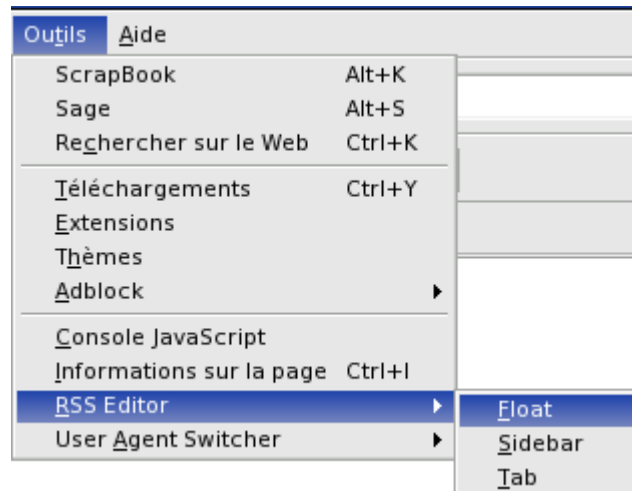 Outils Aide
ScrapBook Alt+K
Sage Alt+S
Rechercher sur le Web Ctrl+K
Téléchargements Ctrl+Y
Extensions
Thèmes
Adblock
Console JavaScript
Informations sur la page Ctrl+I
RSS Editor
User Agent Switcher
Float
Sidebar
Tab